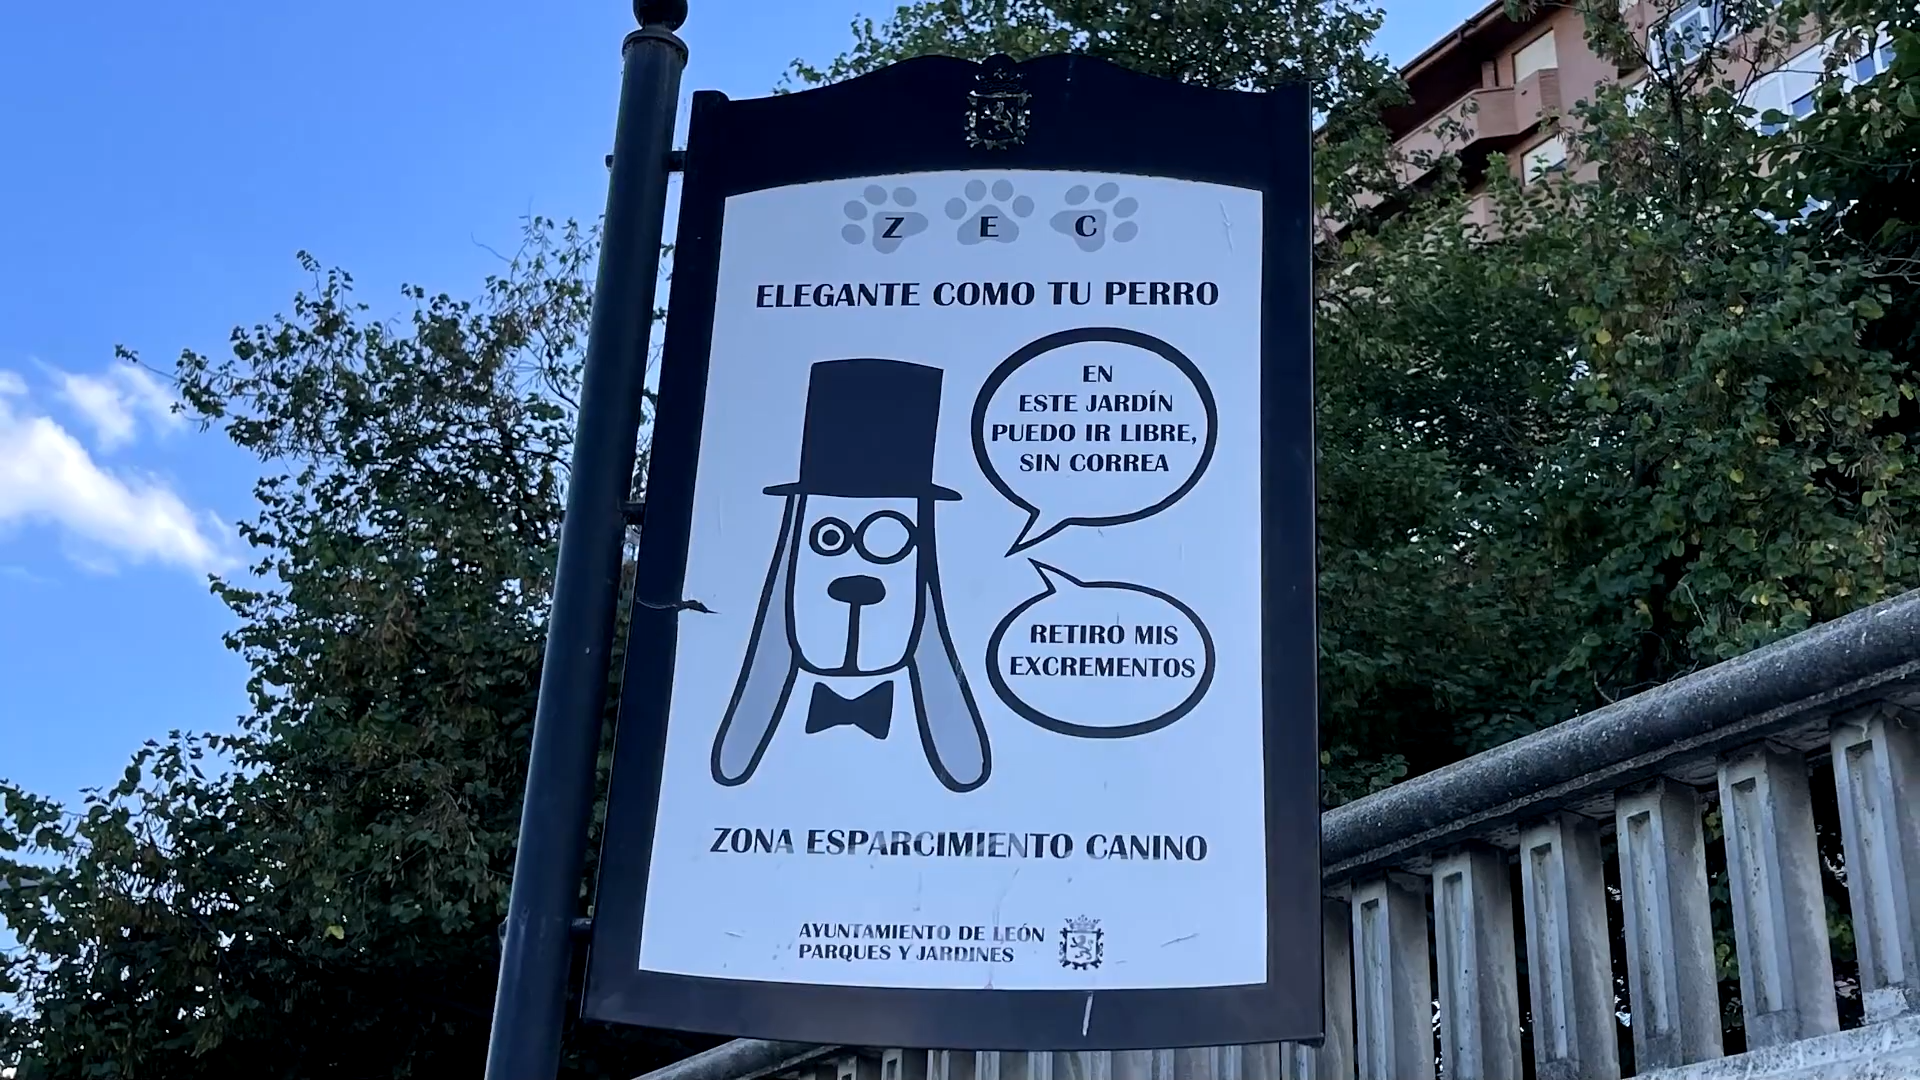 Z E C
ELEGANTE COMO TU PERRO
EN
ESTE JARDÍN
PUEDO IR LIBRE,
SIN CORREA
RETIRO MIS
EXCREMENTOS
ZONA ESPARCIMIENTO CANINO
AYUNTAMIENTO DE LEÓN
PARQUES Y JARDINES